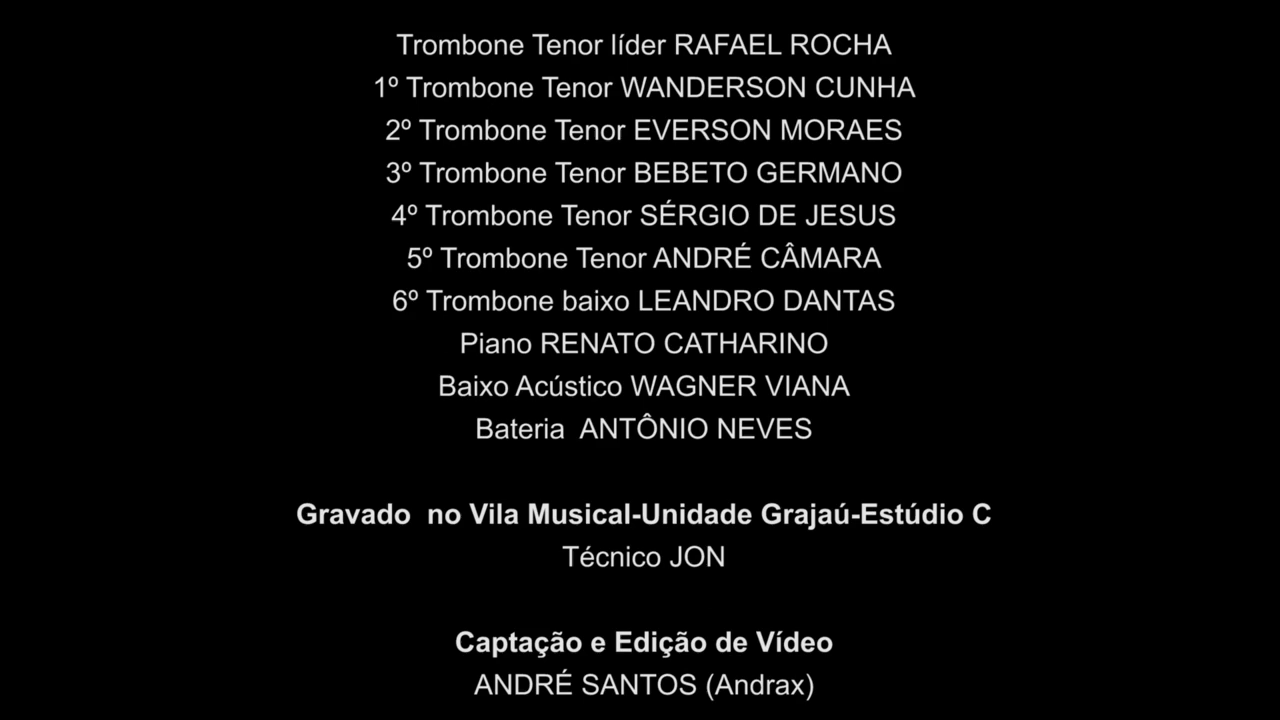 Trombone Tenor líder RAFAEL ROCHA
1º Trombone Tenor WANDERSON CUNHA
2º Trombone Tenor EVERSON MORAES
3º Trombone Tenor BEBETO GERMANO
4º Trombone Tenor SÉRGIO DE JESUS
5º Trombone Tenor ANDRÉ CÂMARA
6º Trombone baixo LEANDRO DANTAS
Piano RENATO CATHARINO
Baixo Acústico WAGNER VIANA
Bateria  ANTÔNIO NEVES
Gravado  no Vila Musical-Unidade Grajaú-Estúdio C
Técnico JON
Captação e Edição de Vídeo
ANDRÉ SANTOS (Andrax)